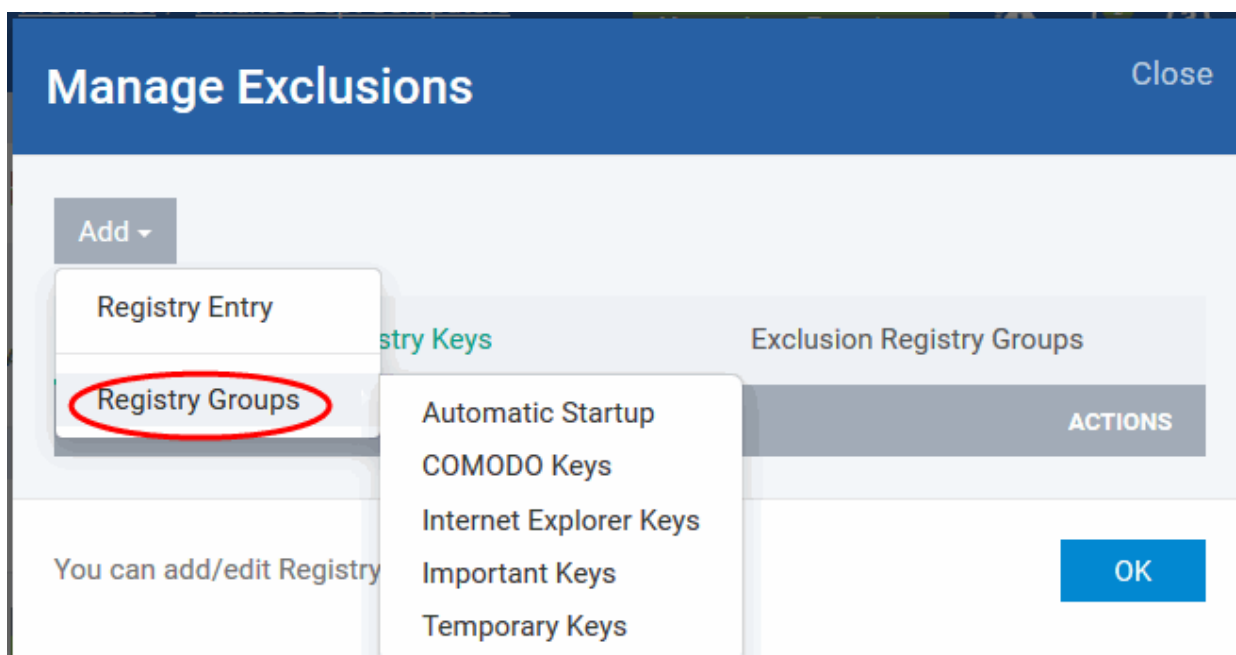 Manage Exclusions
Close
Add
Registry Entry
stry Keys
Exclusion Registry Groups
Registry Groups
Automatic Startup
ACTIONS
COMODO Keys
Internet Explorer Keys
You can add/edit Registry
Important Keys
OK
Temporary Keys